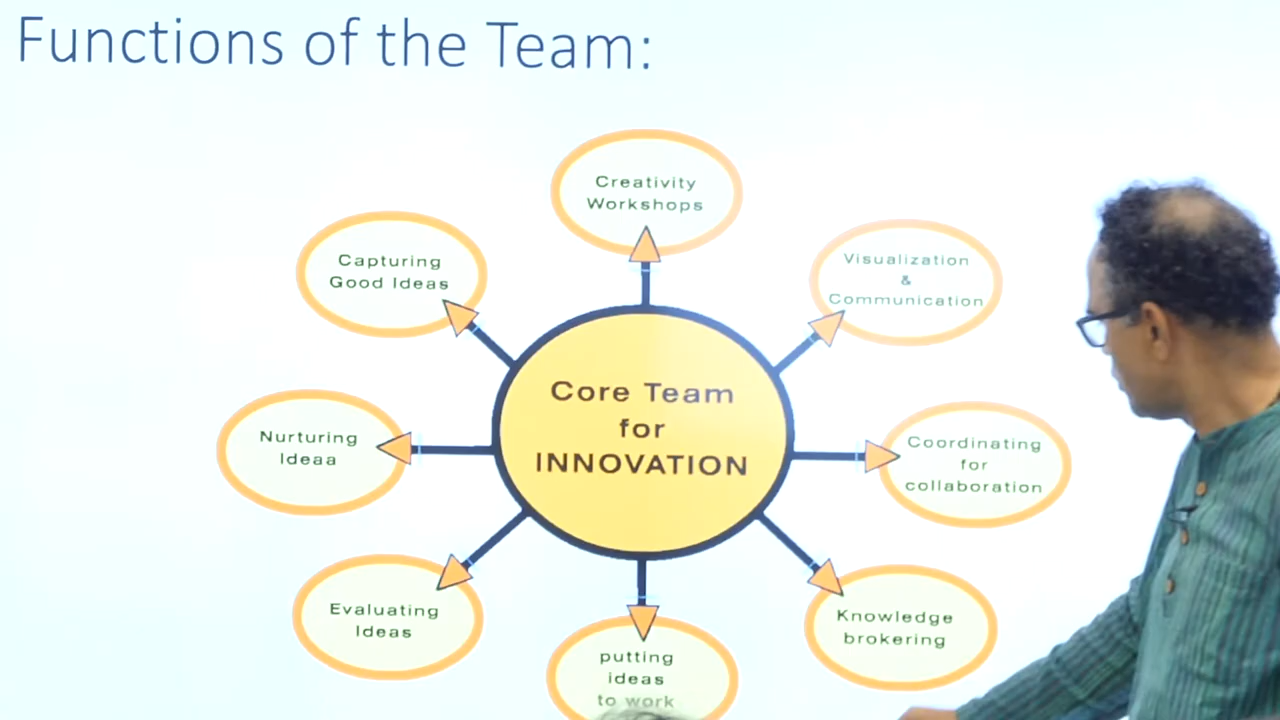 Functions of the Team:
Creativity
Workshops
Capturing
Good Ideas
Visualization
&
Communication
Core Team
for
INNOVATION
Nurturing
Ideaa
Coordinating
for
collaboration
Evaluating
Ideas
Knowledge
brokering
putting
ideas
to work